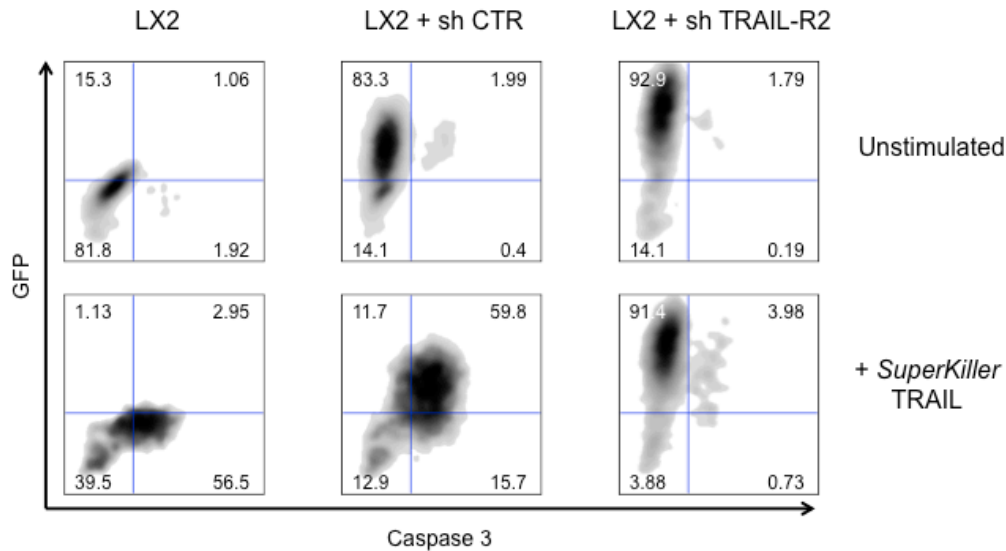 LX2
LX2 + sh CTR
LX2 + sh TRAIL-R2
15.3 1.06
83.3 1.99
92.9 1.79
Unstimulated
81.8 1.92
14.1 0.4
14.1 0.19
GFP
1.13 2.95
11.7 59.8
91.4 3.98
+ SuperKiller
TRAIL
39.5 56.5
12.9 15.7
3.88 0.73
Caspase 3